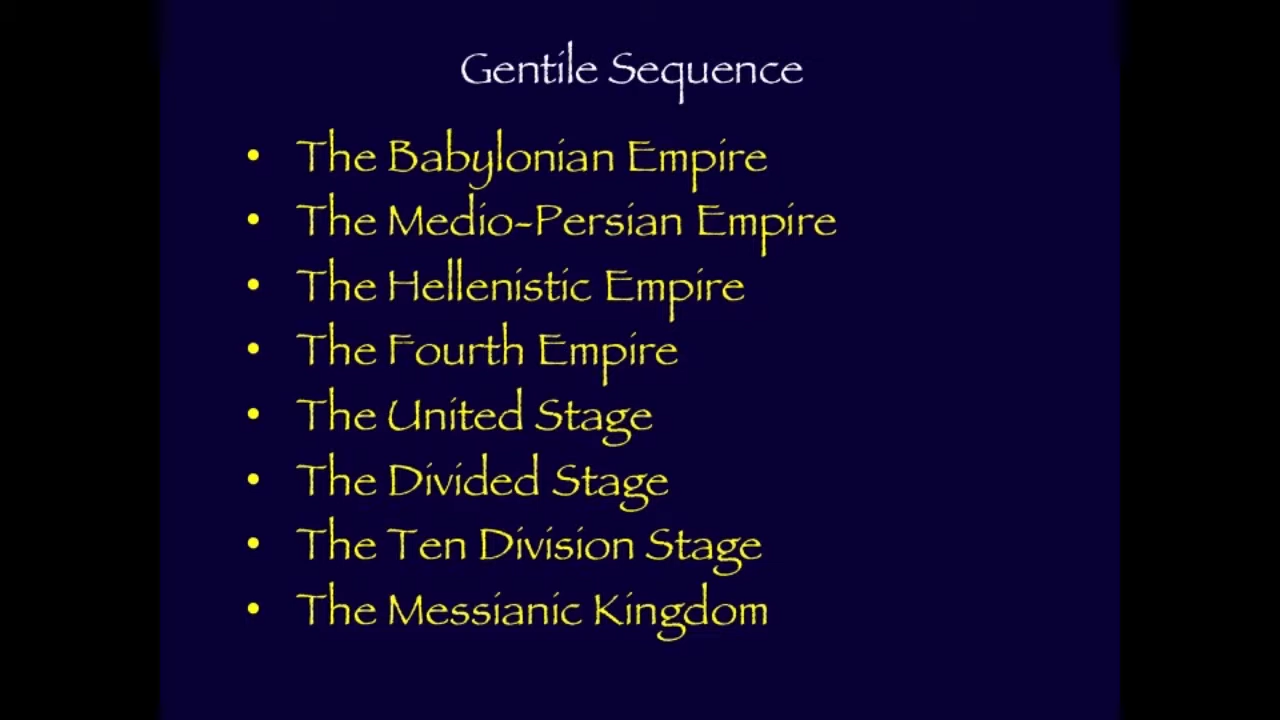 Gentile Sequence
• The Babylonian Empire
• The Medio-Persian Empire
• The Hellenistic Empire
• The Fourth Empire
• The United Stage
• The Divided Stage
• The Ten Division Stage
• The Messianic Kingdom